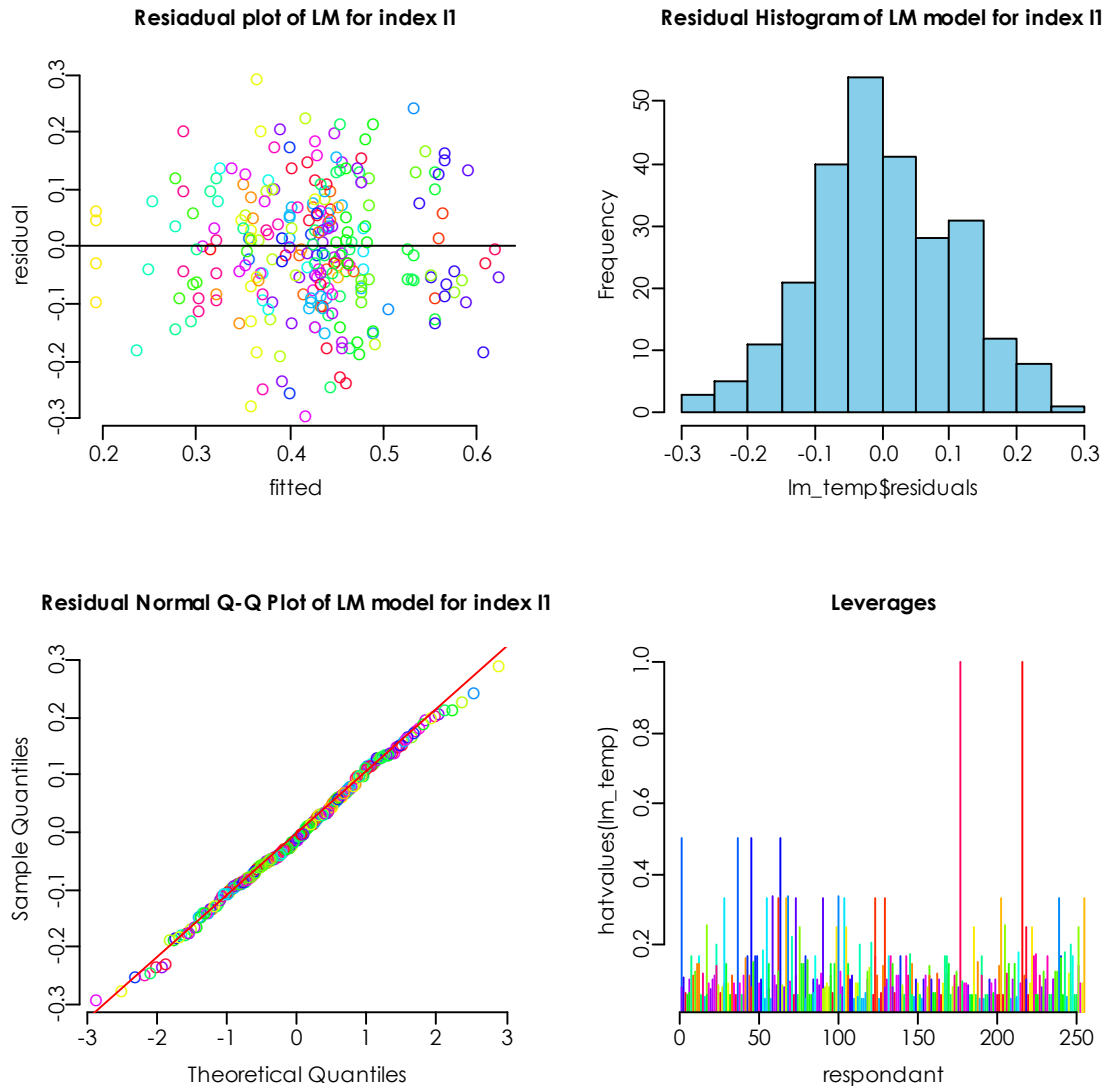 Resiadual plot of LM for index I1
residual
0.3
0.2
0.1
0.0
-0.1
-0.2
-0.3
0.2 0.3 0.4 0.5 0.6
fitted
Residual Histogram of LM model for index I1
Frequency
50
40
30
20
10
0
-0.3 -0.2 -0.1 0.0 0.1 0.2 0.3
lm_temp$residuals
Residual Normal Q-Q Plot of LM model for index I1
Sample Quantiles
0.3
0.2
0.1
0.0
-0.1
-0.2
-0.3
-3 -2 -1 0 1 2 3
Theoretical Quantiles
Leverages
hatvalues(lm_temp)
1.0
0.8
0.6
0.4
0.2
0 50 100 150 200 250
respondant